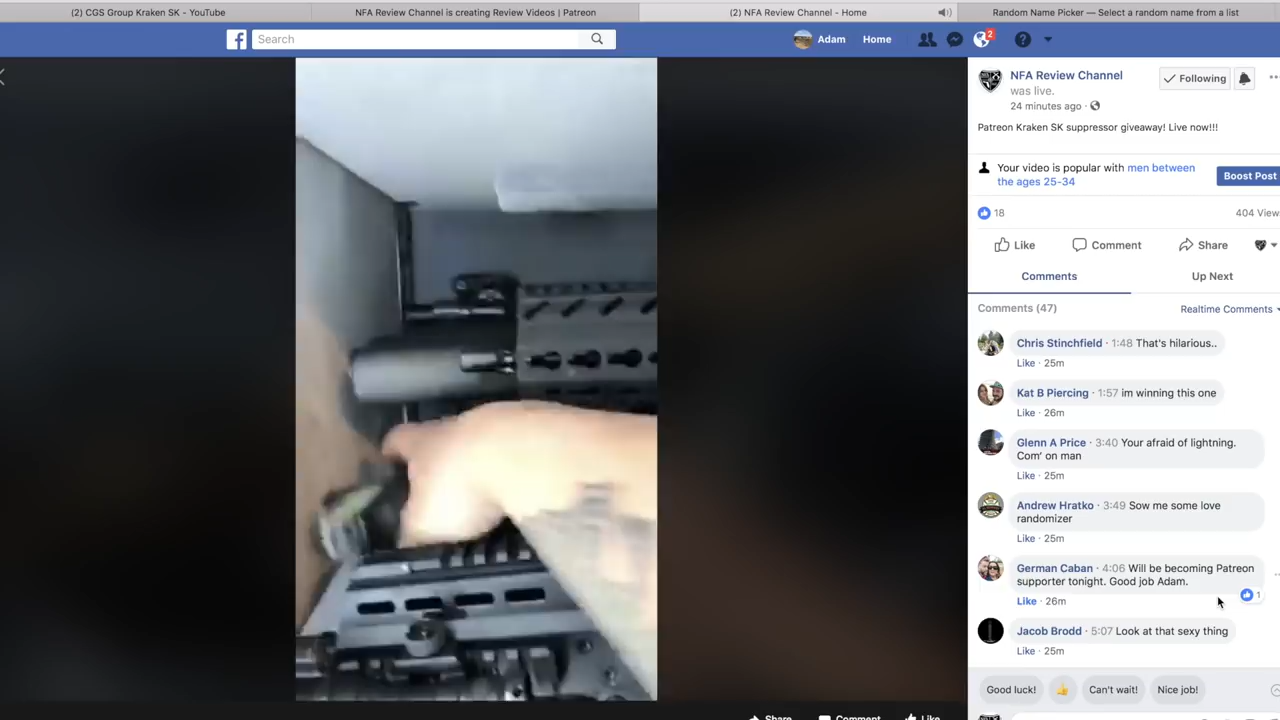 (2) CGS Group Kraken SK - YouTube
NFA Review Channel is creating Review Videos | Patreon
(2) NFA Review Channel - Home
Random Name Picker — Select a random name from a list
Search
Adam
Home
2
NFA Review Channel
was live.
24 minutes ago ·
Following
Patreon Kraken SK suppressor giveaway! Live now!!!
Your video is popular with men between
the ages 25-34
Boost Post
18
404 View
Like
Comment
Share
Comments
Up Next
Comments (47)
Realtime Comments
Chris Stinchfield · 1:48 That's hilarious..
Like · 25m
Kat B Piercing · 1:57 im winning this one
Like · 26m
Glenn A Price · 3:40 Your afraid of lightning.
Com' on man
Like · 25m
Andrew Hratko · 3:49 Sow me some love
randomizer
Like · 25m
German Caban · 4:06 Will be becoming Patreon
supporter tonight. Good job Adam.
1
Like · 26m
Jacob Brodd · 5:07 Look at that sexy thing
Like · 25m
Good luck!
Can't wait!
Nice job!
Share
Comment
Like